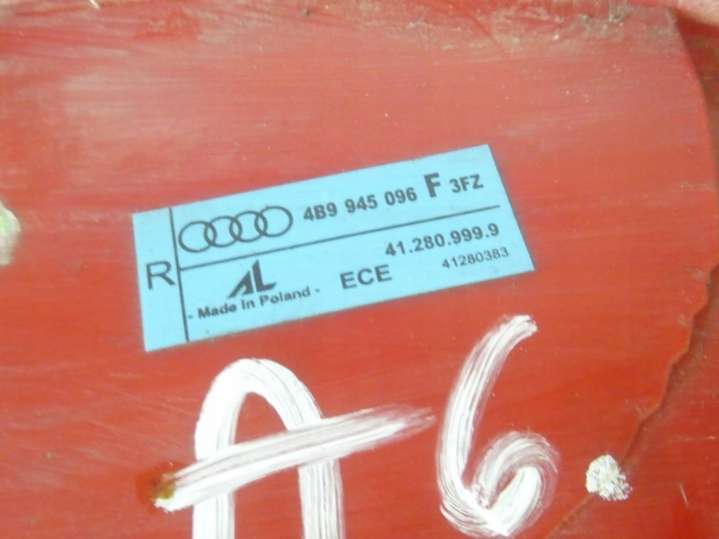 R
4B9 945 096 F 3FZ
41.280.999.9
AL ECE 41280383
- Made in Poland -
A6